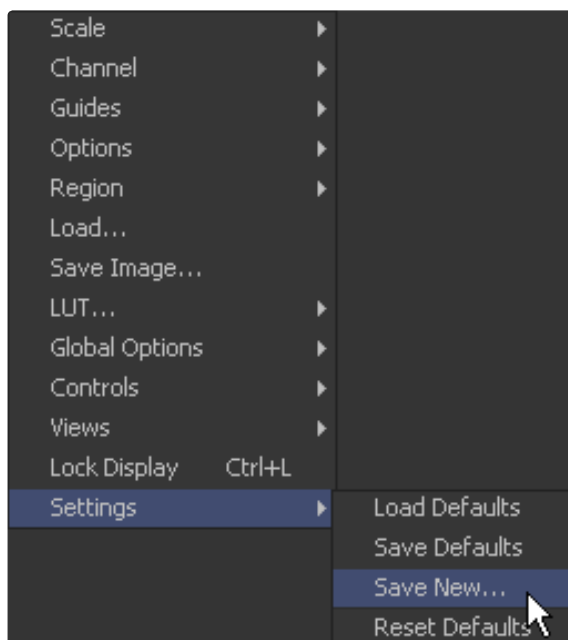 Scale
Channel
Guides
Options
Region
Load...
Save Image...
LUT...
Global Options
Controls
Views
Lock Display Ctrl+L
Settings
Load Defaults
Save Defaults
Save New...
Reset Defaults